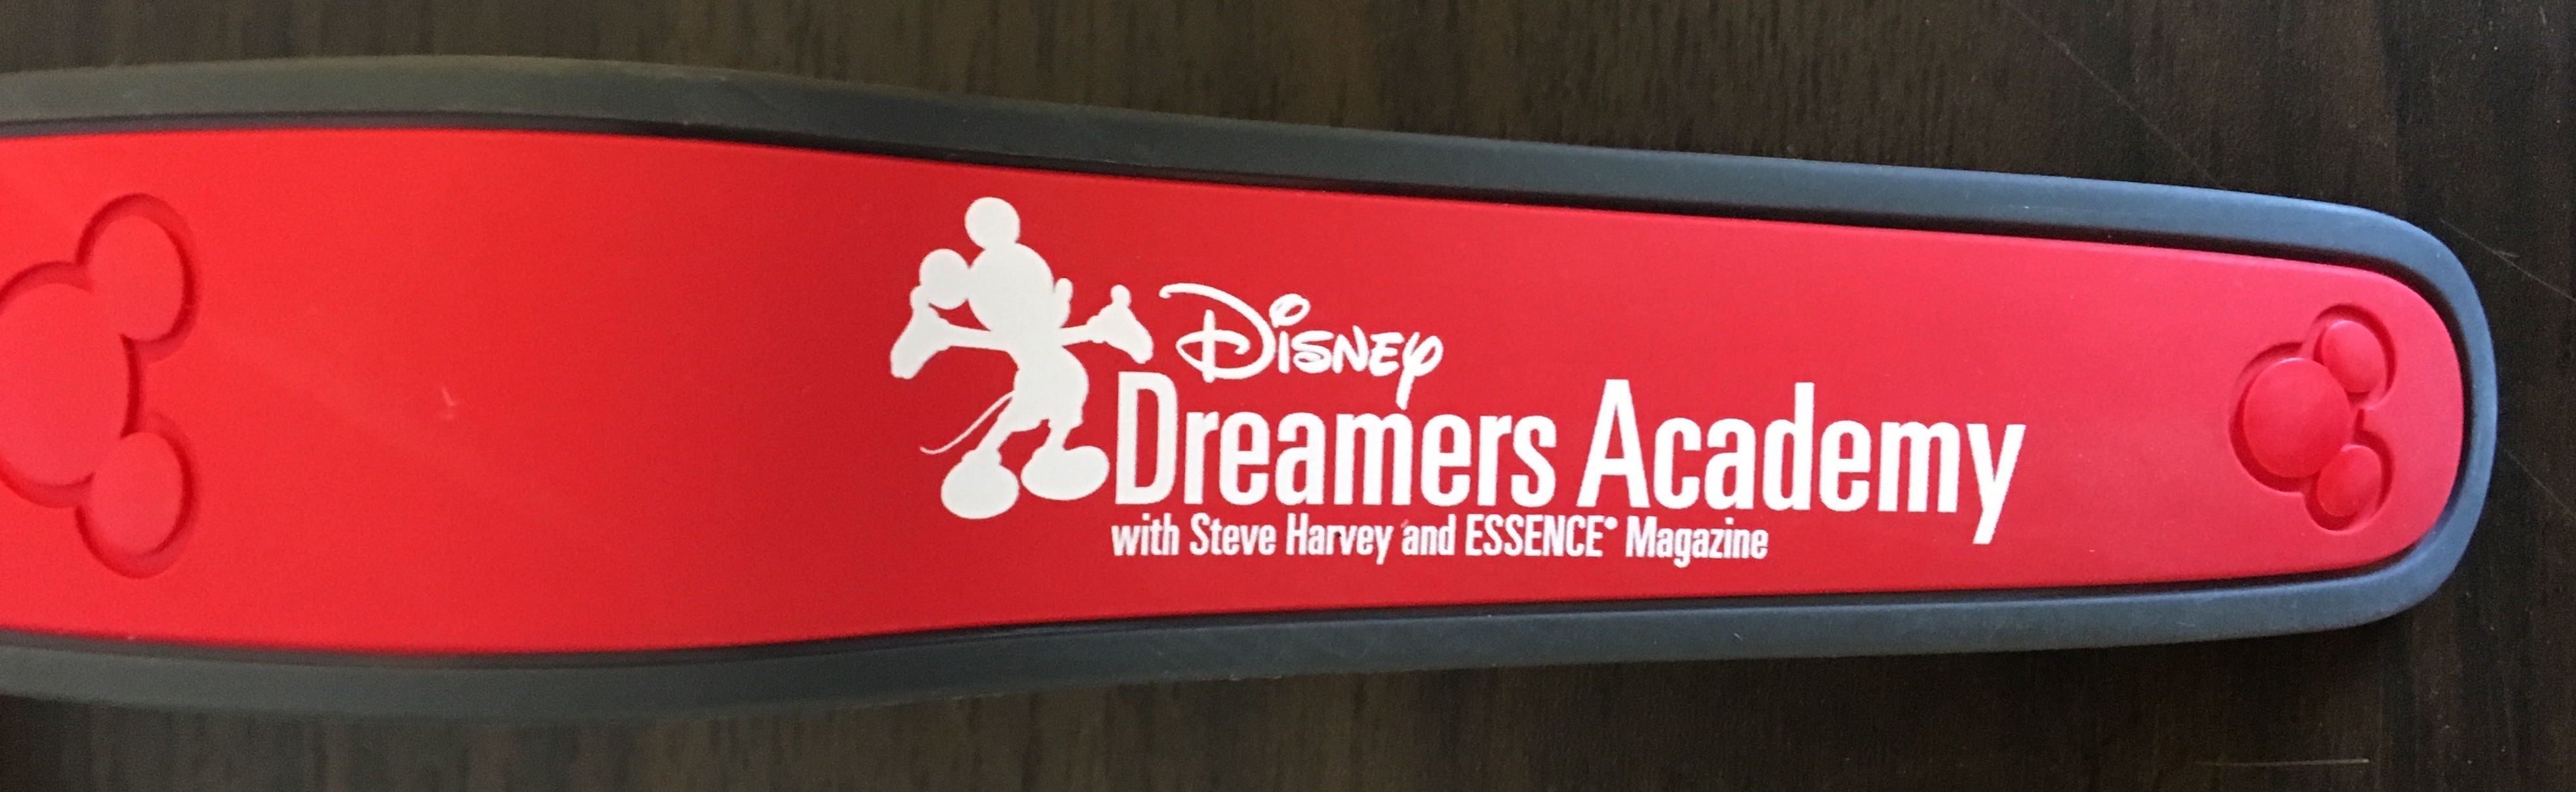 Disney
Dreamers Academy
with Steve Harvey and ESSENCE® Magazine